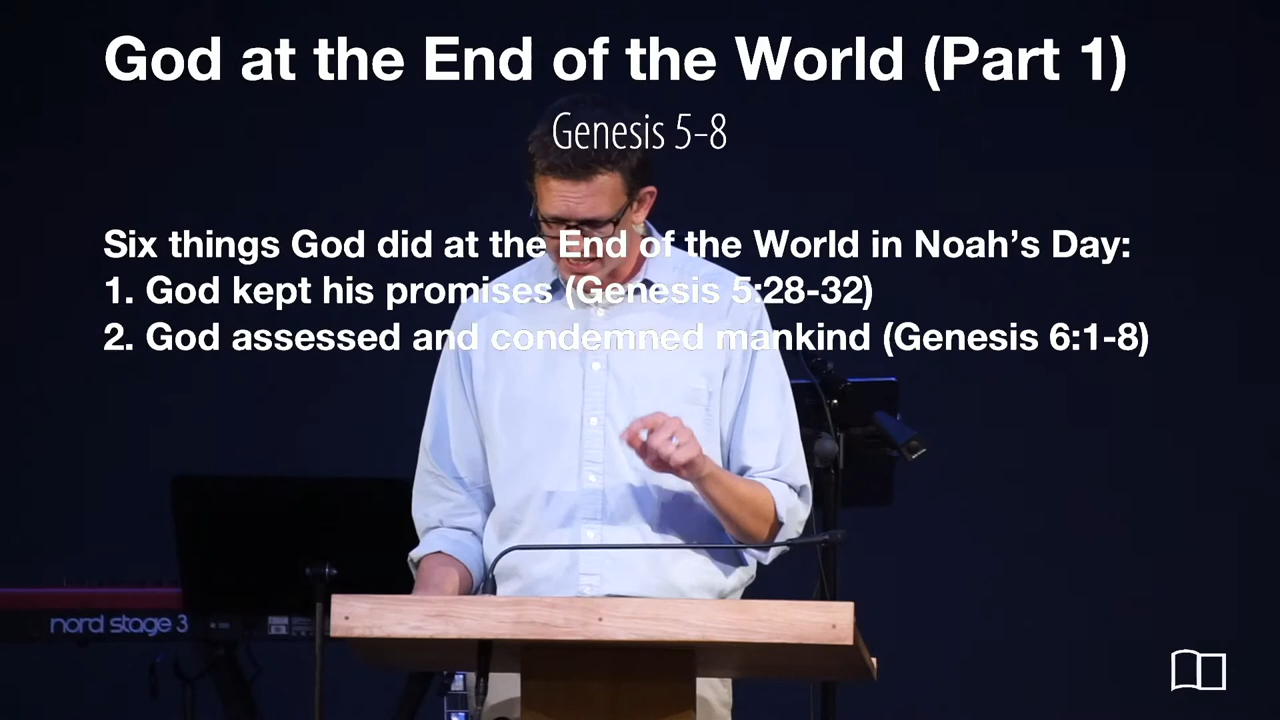 God at the End of the World (Part 1)
Genesis 5-8
Six things God did at the End of the World in Noah’s Day:
1. God kept his promises (Genesis 5:28-32)
2. God assessed and condemned mankind (Genesis 6:1-8)
nord stage 3